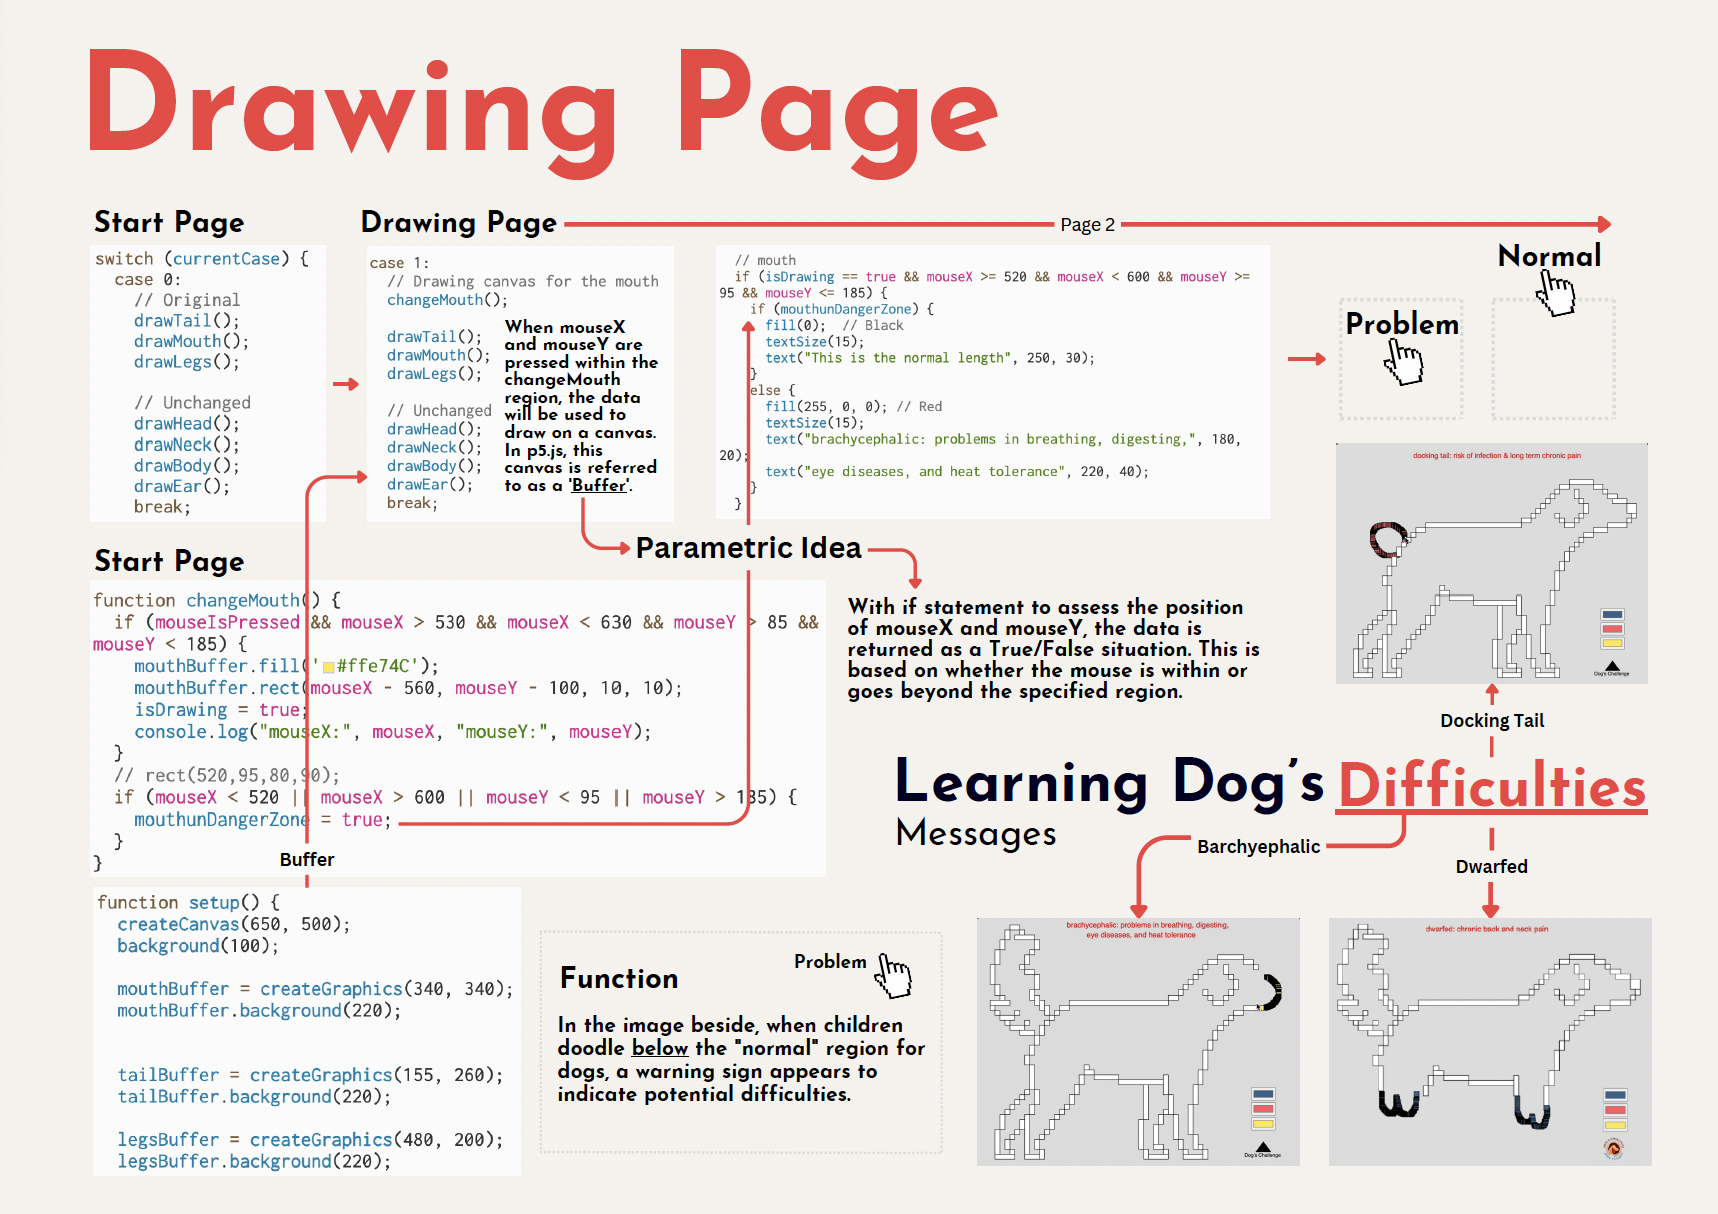 Drawing Page
Start Page
switch (currentCase) {
case 0:
// Original
drawTail();
drawMouth();
drawLegs();
// Unchanged
drawHead();
drawNeck();
drawBody();
drawEar();
break;
Drawing Page
Page 2
case 1:
// Drawing canvas for the mouth
changeMouth();
drawTail();
drawMouth();
drawLegs();
// Unchanged
drawHead();
drawNeck();
drawBody();
drawEar();
break;
When mouseX
and mouseY are
pressed within the
changeMouth
region, the data
will be used to
draw on a canvas.
In p5.js, this
canvas is referred
to as a 'Buffer'.
// mouth
if (isDrawing == true && mouseX >= 520 && mouseX < 600 && mouseY >=
95 && mouseY <= 185) {
if (mouthunDangerZone) {
fill(0); // Black
textSize(15);
text("This is the normal length", 250, 30);
}
else {
fill(255, 0, 0); // Red
textSize(15);
text("brachycephalic: problems in breathing, digesting,", 180,
20);
text("eye diseases, and heat tolerance", 220, 40);
}
}
Normal
Problem
docking tail: risk of infection & long term chronic pain
Dog's Challenge
Start Page
function changeMouth() {
if (mouseIsPressed && mouseX > 530 && mouseX < 630 && mouseY > 85 &&
mouseY < 185) {
mouthBuffer.fill('#ffe74C');
mouthBuffer.rect(mouseX - 560, mouseY - 100, 10, 10);
isDrawing = true;
console.log("mouseX:", mouseX, "mouseY:", mouseY);
}
// rect(520,95,80,90);
if (mouseX < 520 || mouseX > 600 || mouseY < 95 || mouseY > 185) {
mouthunDangerZone = true;
}
}
Parametric Idea
With if statement to assess the position
of mouseX and mouseY, the data is
returned as a True/False situation. This is
based on whether the mouse is within or
goes beyond the specified region.
Docking Tail
Learning Dog's Difficulties
Messages
Barchyephalic
Dwarfed
Buffer
function setup() {
createCanvas(650, 500);
background(100);
mouthBuffer = createGraphics(340, 340);
mouthBuffer.background(220);
tailBuffer = createGraphics(155, 260);
tailBuffer.background(220);
legsBuffer = createGraphics(480, 200);
legsBuffer.background(220);
Function
Problem
In the image beside, when children
doodle below the "normal" region for
dogs, a warning sign appears to
indicate potential difficulties.
brachycephalic: problems in breathing, digesting,
eye diseases, and heat tolerance
Dog's Challenge
dwarfed: chronic back and neck pain